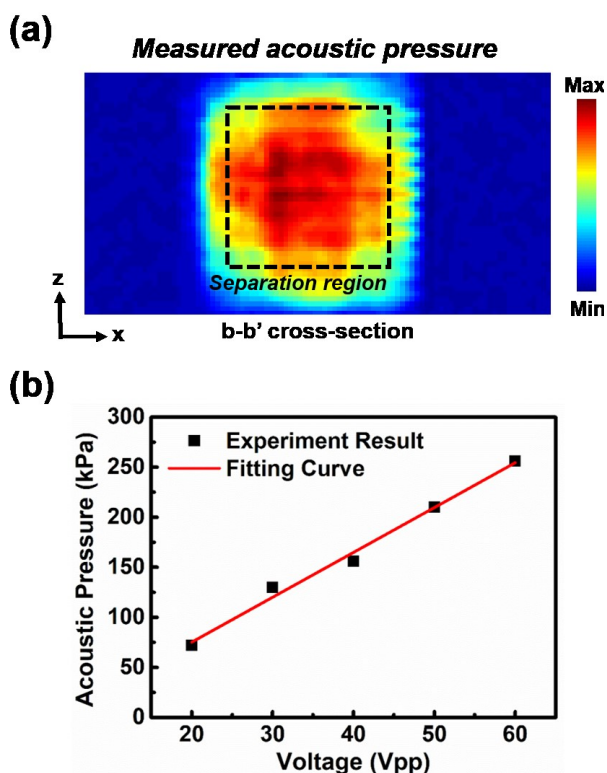 (a)
Measured acoustic pressure
Max
Separation region
z
x
b-b' cross-section
Min
(b)
Acoustic Pressure (kPa)
300
250
200
150
100
50
0
Experiment Result
Fitting Curve
20 30 40 50 60
Voltage (Vpp)